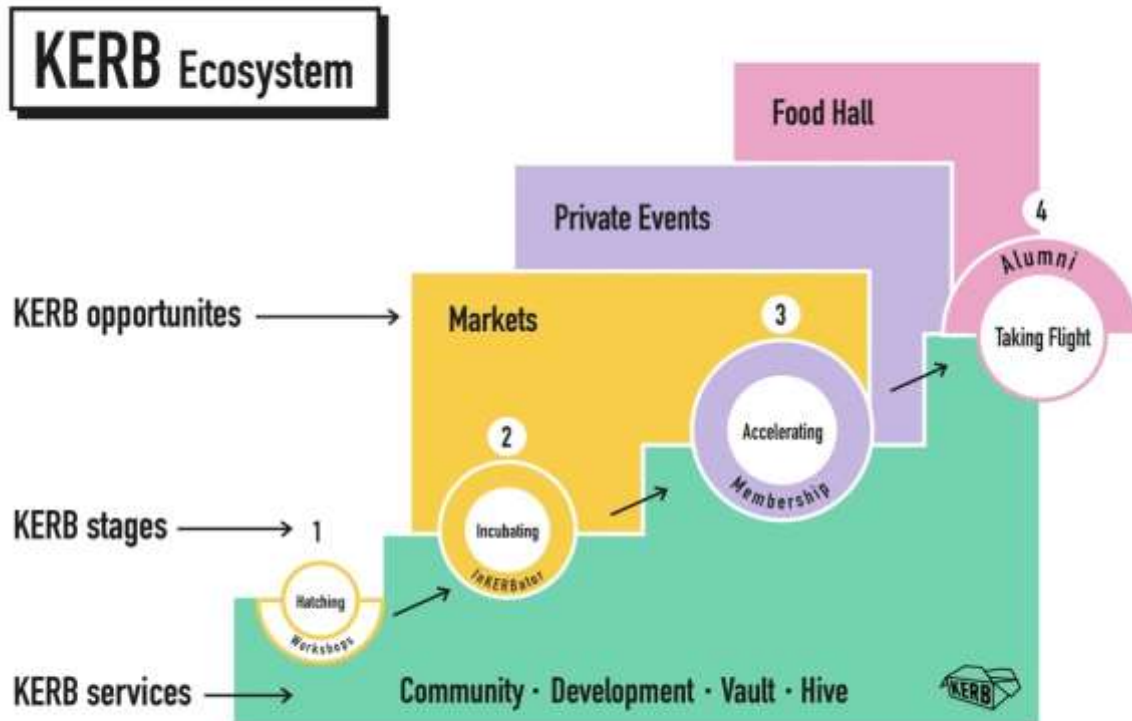 KERB Ecosystem
Food Hall
Private Events
4
Alumni
Taking Flight
KERB opportunites
Markets
3
Accelerating
Membership
2
Incubating
InKERBator
KERB stages
1
Hatching
Workshops
KERB services
Community · Development · Vault · Hive
KERB